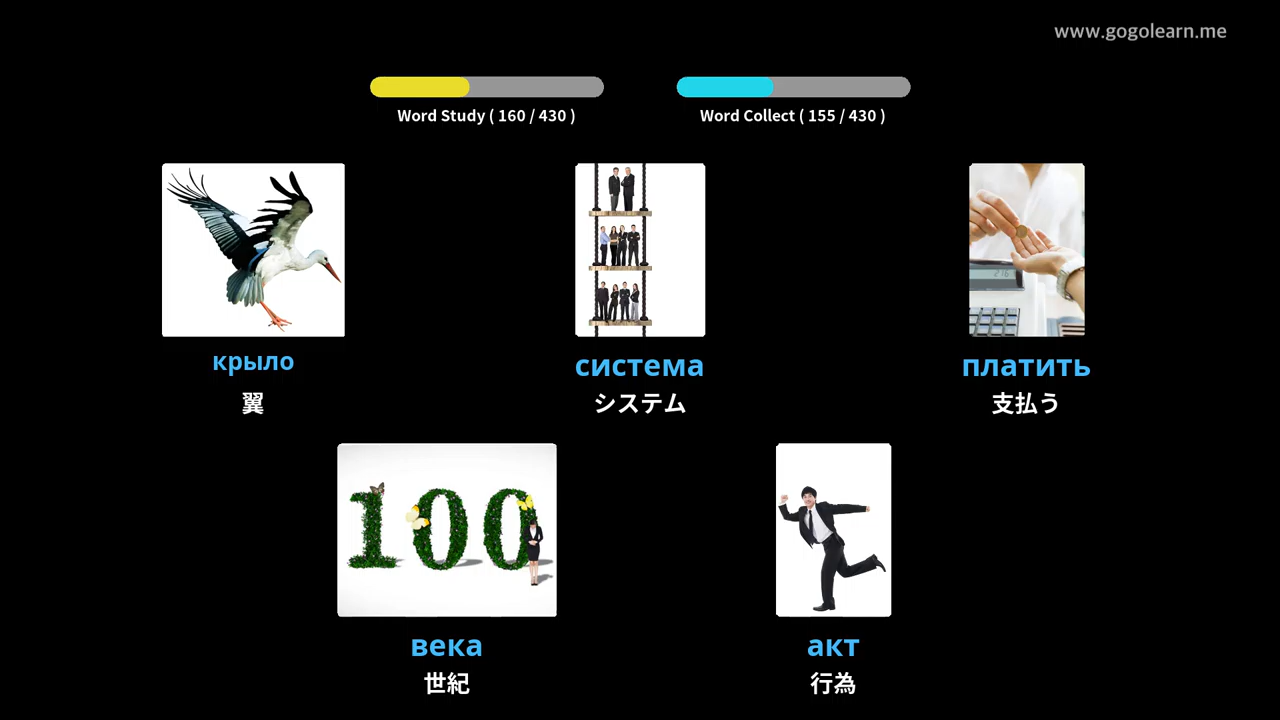 www.gogolearn.me
Word Study ( 160 / 430 )
Word Collect ( 155 / 430 )
крыло
система
платить
翼
システム
支払う
100
века
акт
世紀
行為